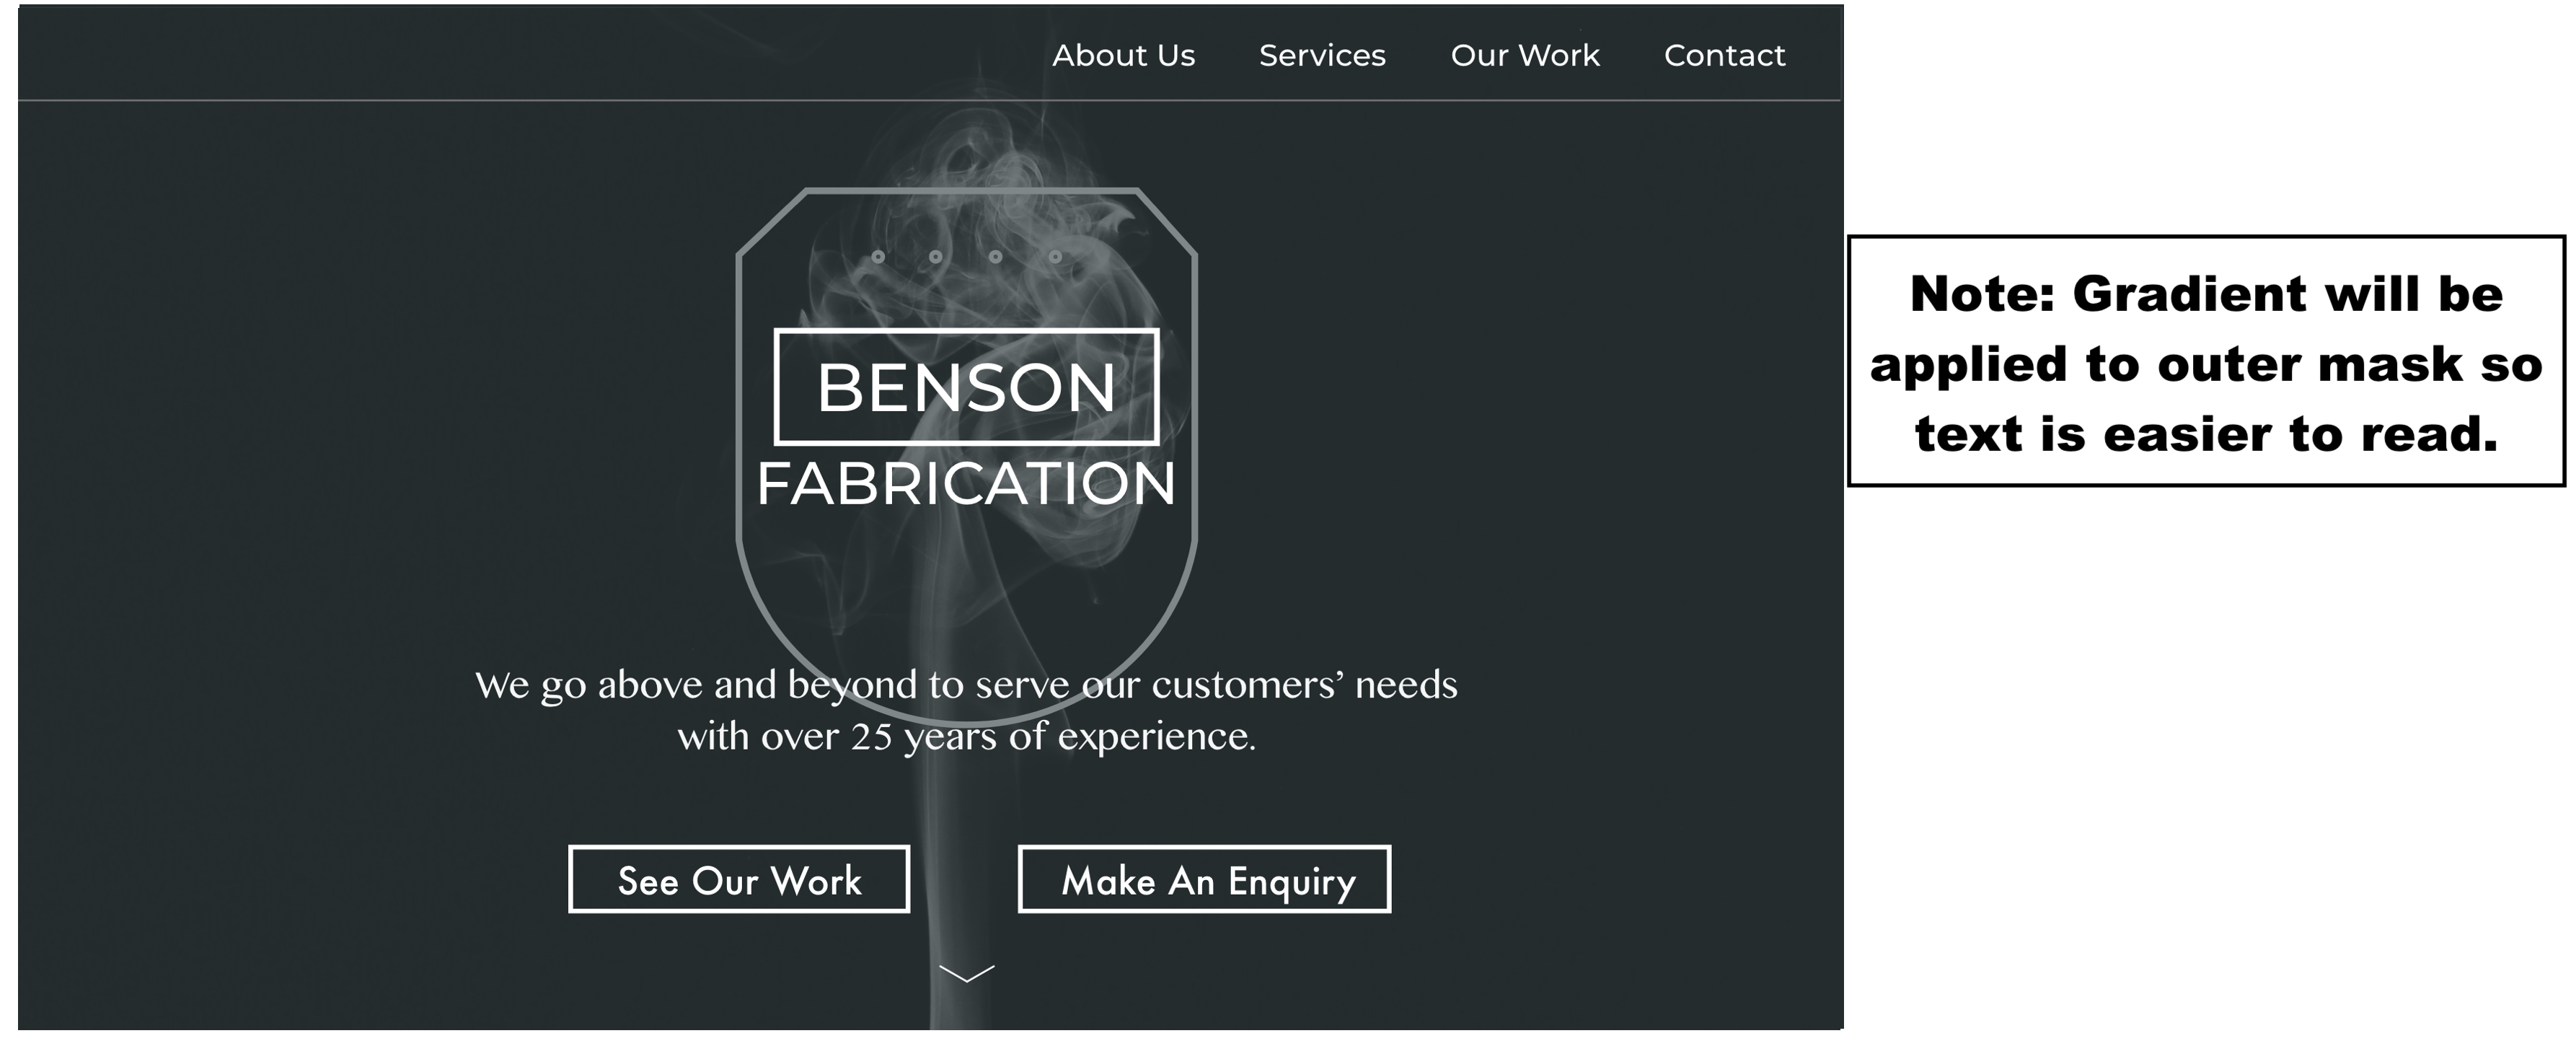 About Us Services Our Work Contact
BENSON
FABRICATION
We go above and beyond to serve our customers’ needs
with over 25 years of experience.
See Our Work Make An Enquiry
Note: Gradient will be
applied to outer mask so
text is easier to read.